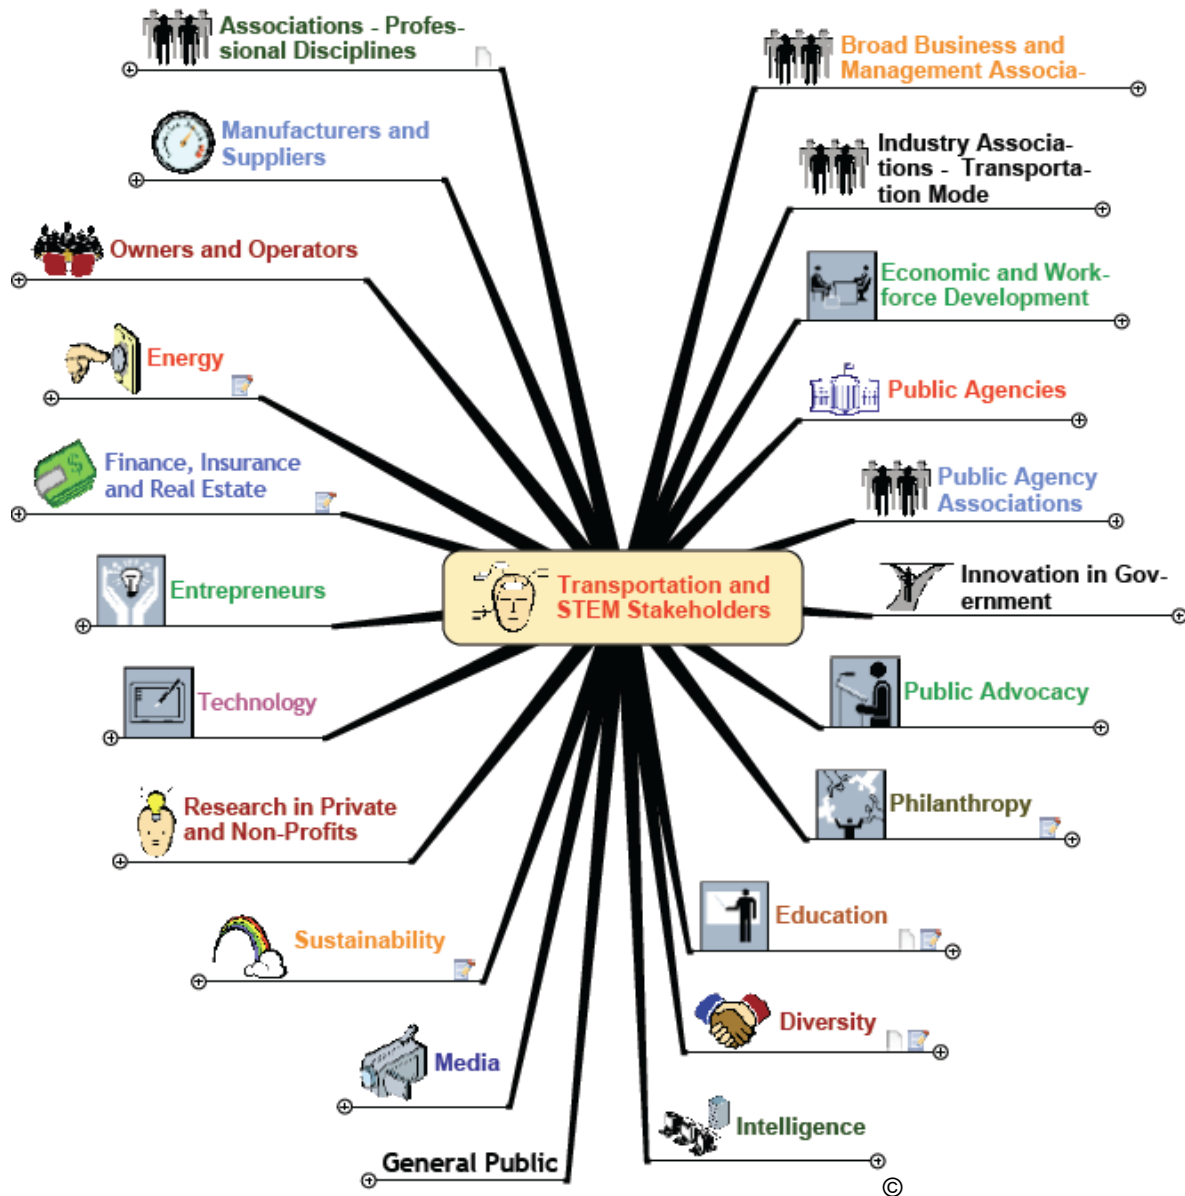 Associations - Profes-
sional Disciplines
Manufacturers and
Suppliers
Owners and Operators
Energy
Finance, Insurance
and Real Estate
Entrepreneurs
Technology
Research in Private
and Non-Profits
Sustainability
Media
General Public
Transportation and
STEM Stakeholders
Broad Business and
Management Associa-
Industry Associa-
tions - Transporta-
tion Mode
Economic and Work-
force Development
Public Agencies
Public Agency
Associations
Innovation in Gov-
ernment
Public Advocacy
Philanthropy
Education
Diversity
Intelligence
©